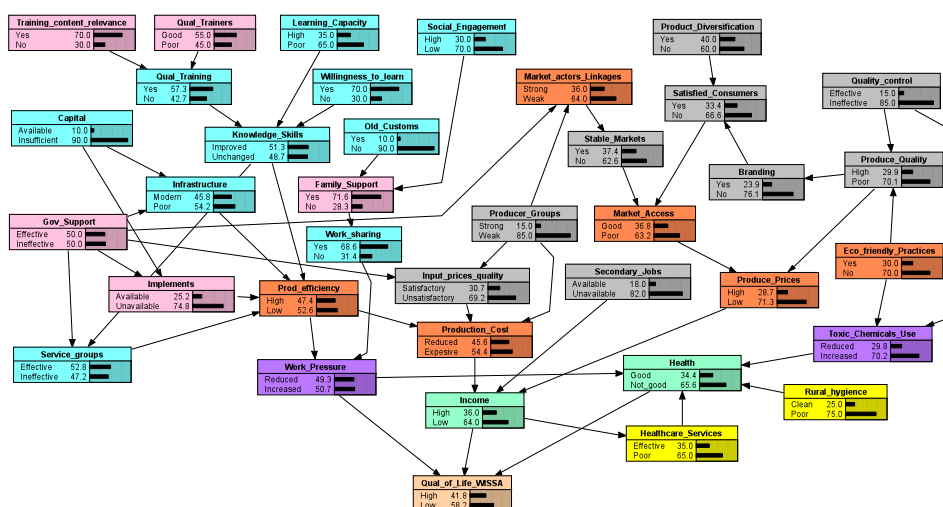 Training_content_relevance
Yes 70.0
No 30.0
Qual_Trainers
Good 55.0
Poor 45.0
Learning_Capacity
High 35.0
Poor 65.0
Social_Engagement
High 30.0
Low 70.0
Product_Diversification
Yes 40.0
No 60.0
Qual_Training
Yes 57.3
No 42.7
Willingness_to_learn
Yes 70.0
No 30.0
Market_actors_Linkages
Strong 36.0
Weak 64.0
Satisfied_Consumers
Yes 33.4
No 66.6
Quality_control
Effective 15.0
Ineffective 85.0
Capital
Available 10.0
Insufficient 90.0
Knowledge_Skills
Improved 51.3
Unchanged 48.7
Old_Customs
Yes 10.0
No 90.0
Stable_Markets
Yes 37.4
No 62.6
Branding
Yes 23.9
No 76.1
Produce_Quality
High 29.9
Poor 70.1
Infrastructure
Modern 45.8
Poor 54.2
Family_Support
Yes 71.6
No 28.3
Gov_Support
Effective 50.0
Ineffective 50.0
Work_sharing
Yes 68.6
No 31.4
Producer_Groups
Strong 15.0
Weak 85.0
Market_Access
Good 36.8
Poor 63.2
Eco_friendly_Practices
Yes 30.0
No 70.0
Implements
Available 25.2
Unavailable 74.8
Prod_efficiency
High 47.4
Low 52.6
Input_prices_quality
Satisfactory 30.7
Unsatisfactory 69.2
Secondary_Jobs
Available 18.0
Unavailable 82.0
Produce_Prices
High 28.7
Low 71.3
Service_groups
Effective 52.8
Ineffective 47.2
Production_Cost
Reduced 45.6
Expesive 54.4
Toxic_Chemicals_Use
Reduced 29.8
Increased 70.2
Work_Pressure
Reduced 49.3
Increased 50.7
Health
Good 34.4
Not_good 65.6
Income
High 36.0
Low 64.0
Rural_hygience
Clean 25.0
Poor 75.0
Healthcare_Services
Effective 35.0
Poor 65.0
Qual_of_Life_WISSA
High 41.8
Low 58.2